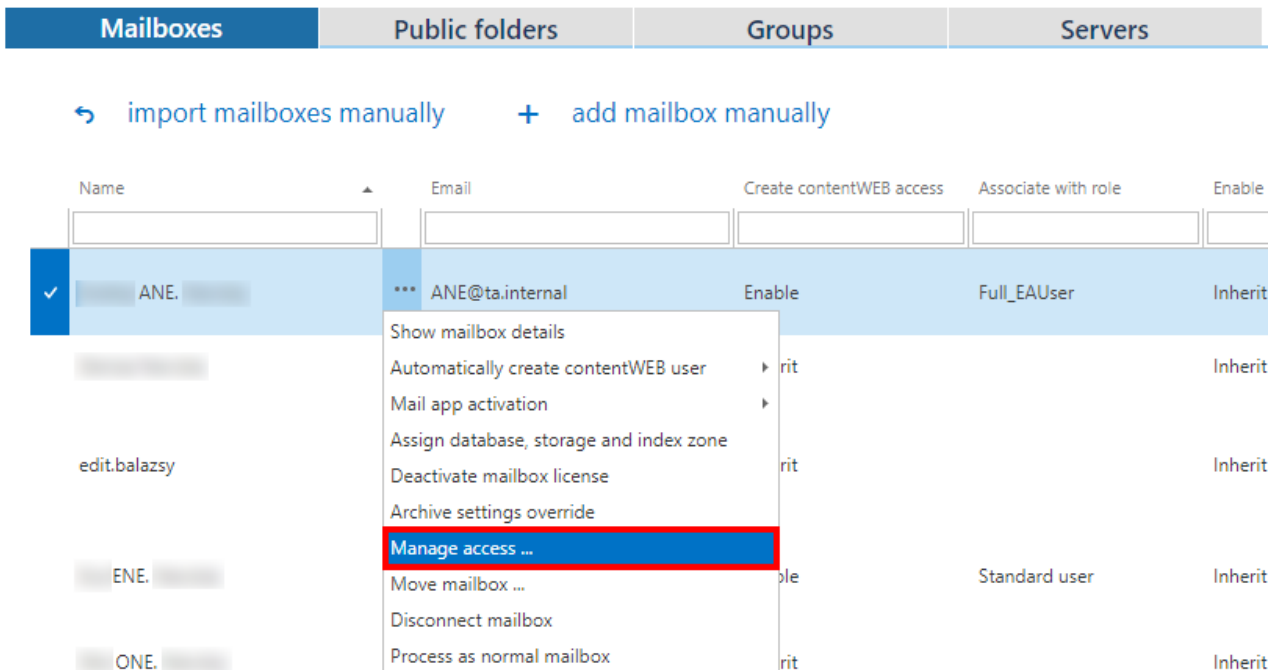 Mailboxes Public folders Groups Servers
import mailboxes manually + add mailbox manually
Name Email Create contentWEB access Associate with role Enable
ANE. ••• ANE@ta.internal Enable Full_EAUser Inherit
Show mailbox details
Automatically create contentWEB user rit Inherit
Mail app activation
Assign database, storage and index zone
edit.balazsy rit Inherit
Deactivate mailbox license
Archive settings override
Manage access ...
ENE. ble Standard user Inherit
Move mailbox ...
Disconnect mailbox
Process as normal mailbox
ONE. rit Inherit